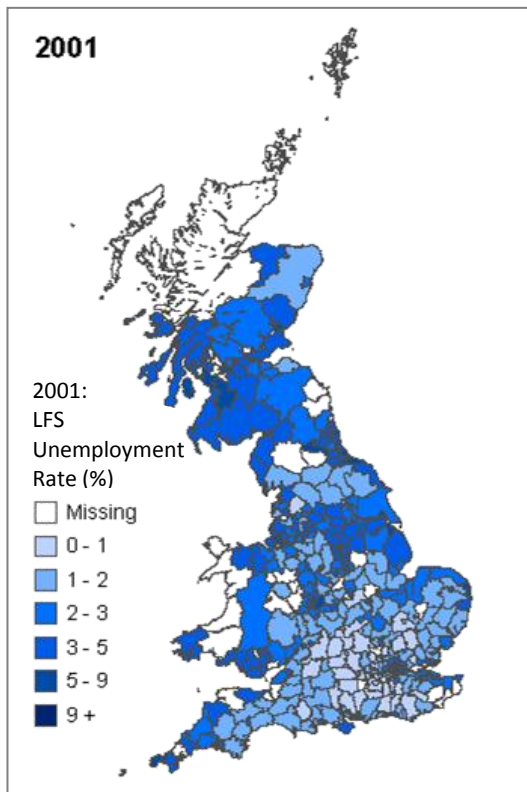 2001
2001:
LFS
Unemployment
Rate (%)
Missing
0 - 1
1 - 2
2 - 3
3 - 5
5 - 9
9 +